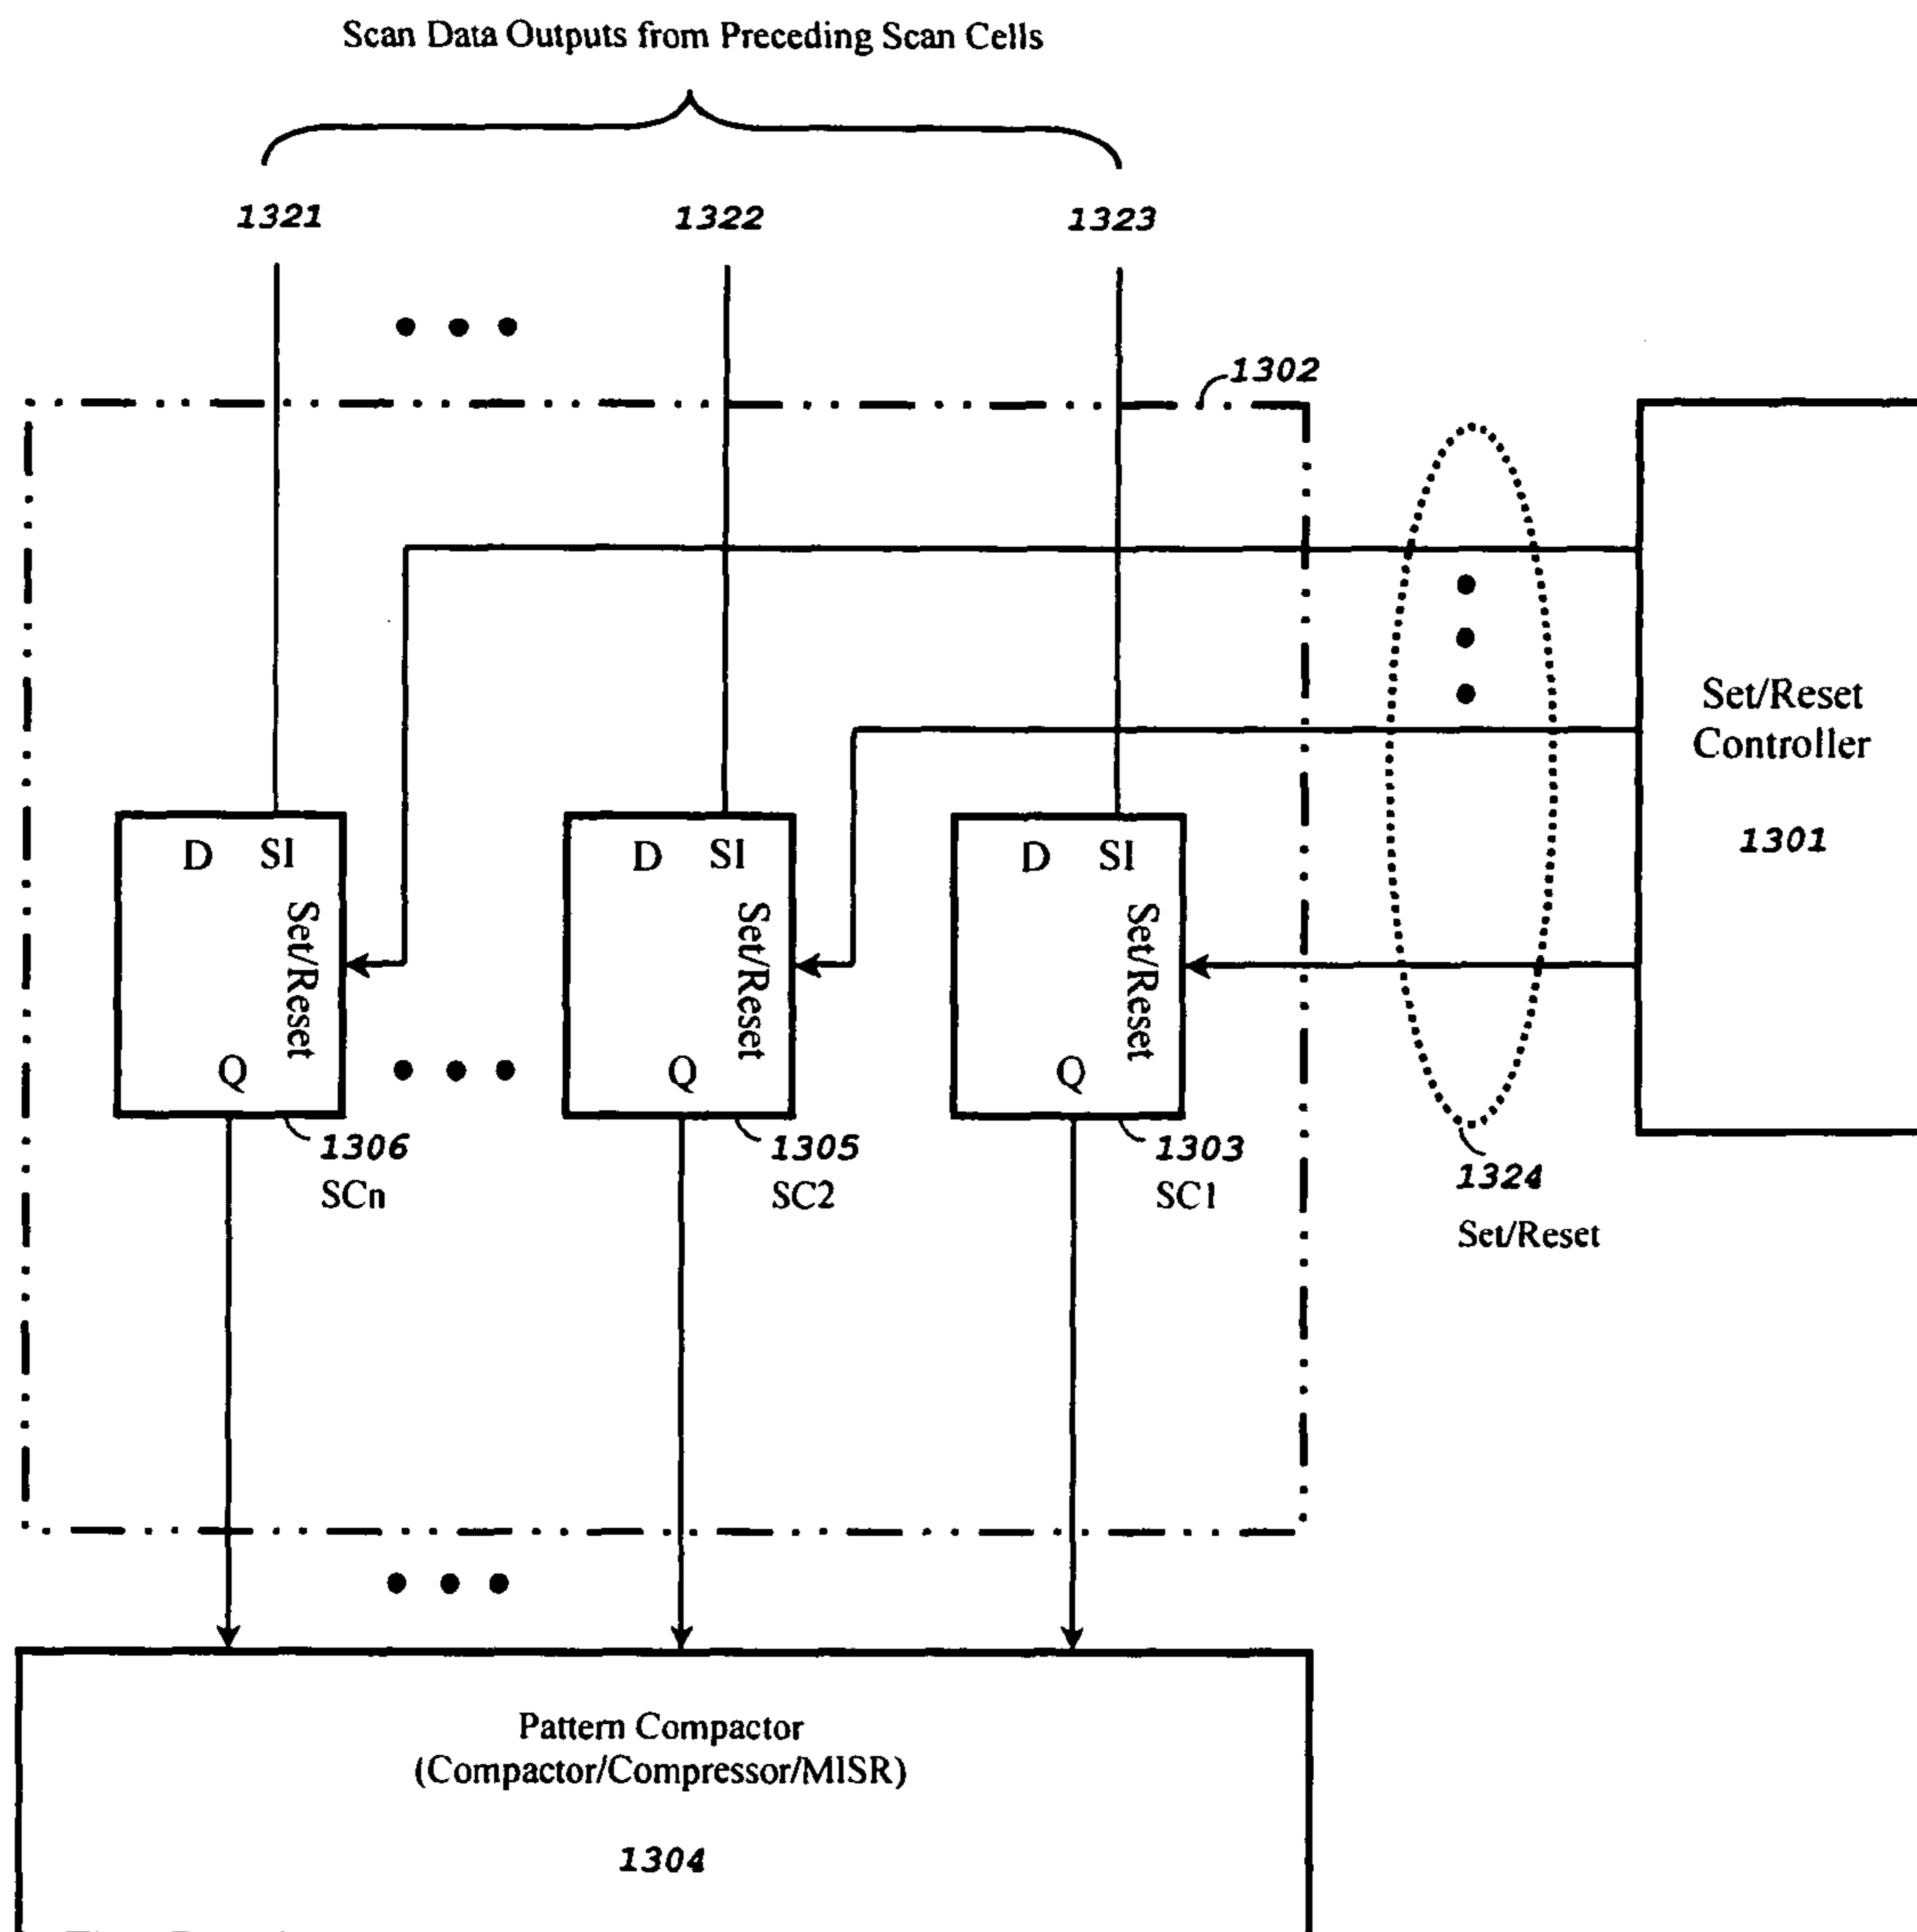 Scan Data Outputs from Preceding Scan Cells
1321
1322
1323
1302
Set/Reset
Controller
1301
D SI
Set/Reset
Q
D SI
Set/Reset
Q
D SI
Set/Reset
Q
1306
SCn
1305
SC2
1303
SC1
1324
Set/Reset
Pattern Compactor
(Compactor/Compressor/MISR)
1304